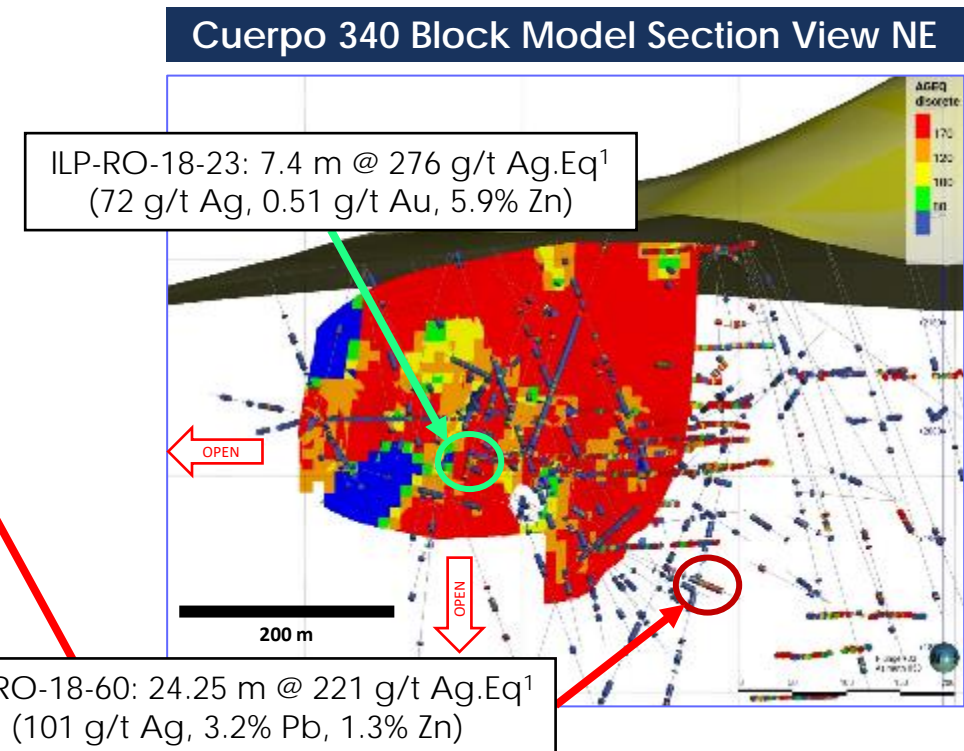 Cuerpo 340 Block Model Section View NE
AGEQ
discrete
170
120
100
ILP-RO-18-23: 7.4 m @ 276 g/t Ag.Eq1
(72 g/t Ag, 0.51 g/t Au, 5.9% Zn)
OPEN
OPEN
200 m
RO-18-60: 24.25 m @ 221 g/t Ag.Eq1
(101 g/t Ag, 3.2% Pb, 1.3% Zn)